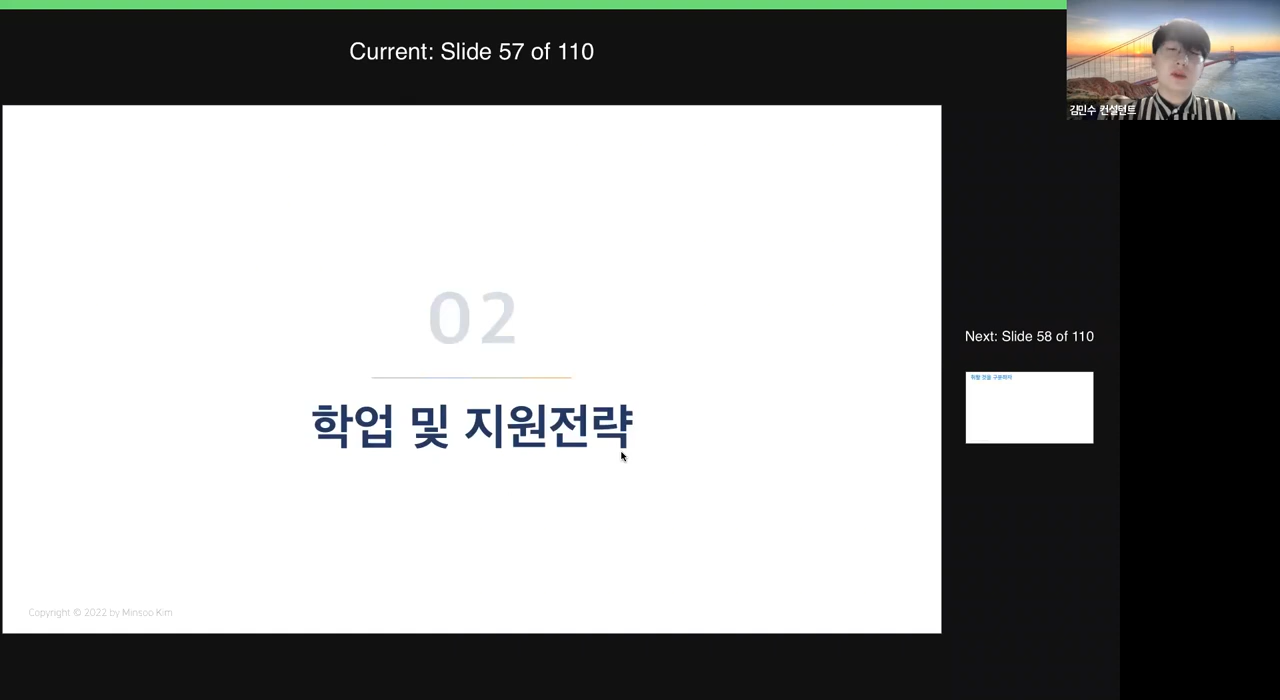 Current: Slide 57 of 110
김민수 컨설턴트
02
학업 및 지원전략
Next: Slide 58 of 110
Copyright © 2022 by Minsoo Kim